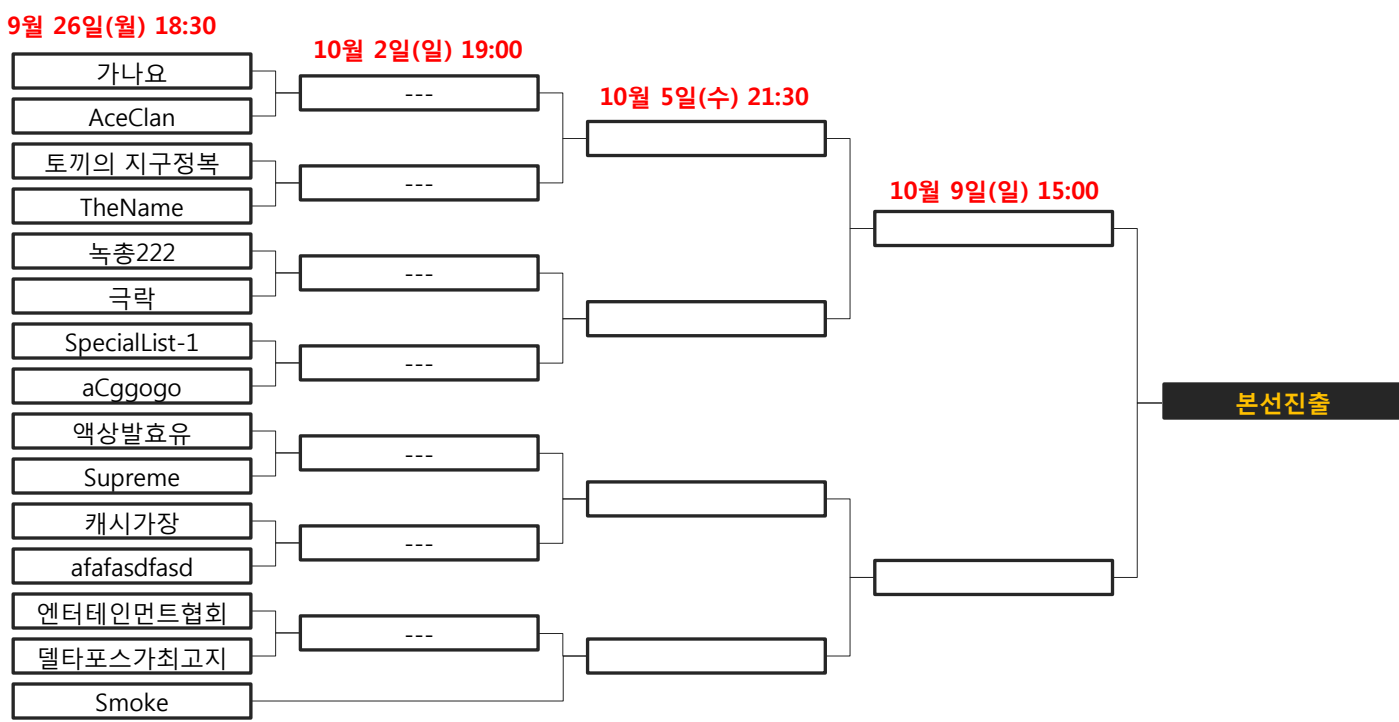 9월 26일(월) 18:30
가나요
AceClan
토끼의 지구정복
TheName
녹총222
극락
SpecialList-1
aCggogo
액상발효유
Supreme
캐시가장
afafasdfasd
엔터테인먼트협회
델타포스가최고지
Smoke
10월 2일(일) 19:00
---
---
---
---
---
---
---
10월 5일(수) 21:30
10월 9일(일) 15:00
본선진출